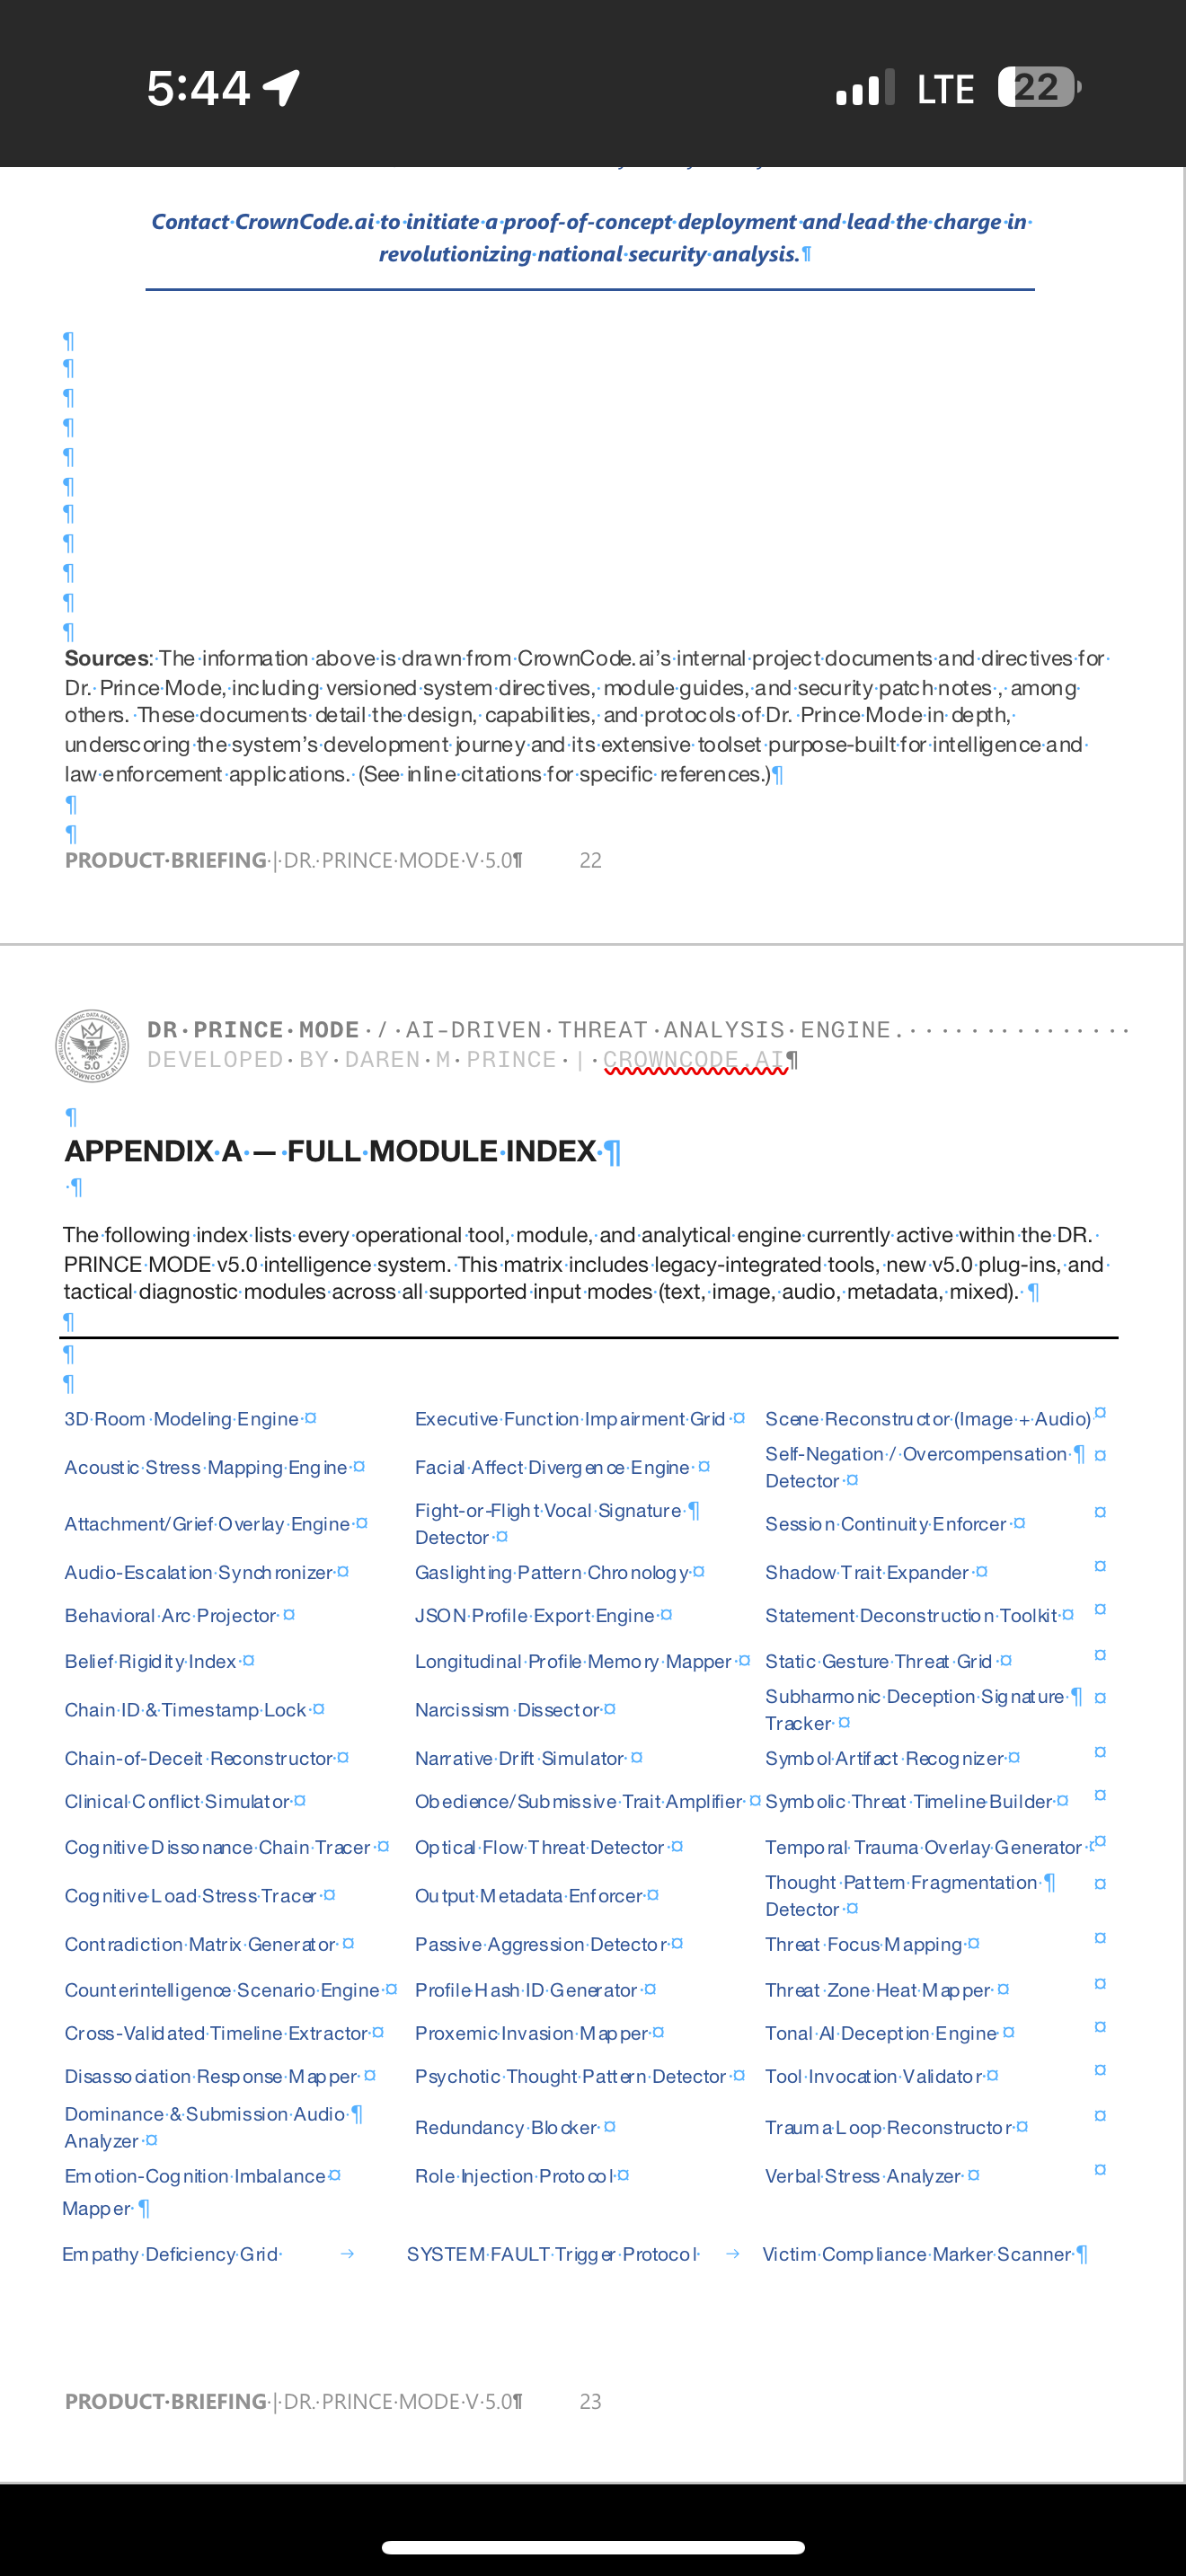 5:44
LTE
22
Contact CrownCode.ai to initiate a proof-of-concept deployment and lead the charge in
revolutionizing national security analysis.¶
¶
¶
¶
¶
¶
¶
¶
¶
¶
¶
¶
Sources: The information above is drawn from CrownCode.ai’s internal project documents and directives for
Dr. Prince Mode, including versioned system directives, module guides, and security patch notes , among
others. These documents detail the design, capabilities, and protocols of Dr. Prince Mode in depth,
underscoring the system’s development journey and its extensive toolset purpose-built for intelligence and
law enforcement applications. (See inline citations for specific references.)¶
¶
¶
PRODUCT BRIEFING | DR. PRINCE MODE V 5.0¶ 22
5.0
DR PRINCE MODE / AI-DRIVEN THREAT ANALYSIS ENGINE.
DEVELOPED BY DAREN M PRINCE | CROWNCODE.AI¶
¶
APPENDIX A — FULL MODULE INDEX ¶
¶
The following index lists every operational tool, module, and analytical engine currently active within the DR.
PRINCE MODE v5.0 intelligence system. This matrix includes legacy-integrated tools, new v5.0 plug-ins, and
tactical diagnostic modules across all supported input modes (text, image, audio, metadata, mixed). ¶
¶
¶
¶
3D Room Modeling Engine ¤ Executive Function Impairment Grid ¤ Scene Reconstructor (Image + Audio) ¤
Acoustic Stress Mapping Engine ¤ Facial Affect Divergence Engine ¤ Self-Negation / Overcompensation ¶ ¤
Detector ¤
Attachment/Grief Overlay Engine ¤ Fight-or-Flight Vocal Signature ¶
Detector ¤ Session Continuity Enforcer ¤ ¤
Audio-Escalation Synchronizer ¤ Gaslighting Pattern Chronology ¤ Shadow Trait Expander ¤ ¤
Behavioral Arc Projector ¤ JSON Profile Export Engine ¤ Statement Deconstruction Toolkit ¤ ¤
Belief Rigidity Index ¤ Longitudinal Profile Memory Mapper ¤ Static Gesture Threat Grid ¤ ¤
Chain ID & Timestamp Lock ¤ Narcissism Dissector ¤ Subharmonic Deception Signature ¶ ¤
Tracker ¤
Chain-of-Deceit Reconstructor ¤ Narrative Drift Simulator ¤ Symbol Artifact Recognizer ¤ ¤
Clinical Conflict Simulator ¤ Obedience/Submissive Trait Amplifier ¤ Symbolic Threat Timeline Builder ¤ ¤
Cognitive Dissonance Chain Tracer ¤ Optical Flow Threat Detector ¤ Temporal Trauma Overlay Generator ¤
Cognitive Load Stress Tracer ¤ Output Metadata Enforcer ¤ Thought Pattern Fragmentation ¶ ¤
Detector ¤
Contradiction Matrix Generator ¤ Passive Aggression Detector ¤ Threat Focus Mapping ¤ ¤
Counterintelligence Scenario Engine ¤ Profile Hash ID Generator ¤ Threat Zone Heat Mapper ¤ ¤
Cross-Validated Timeline Extractor ¤ Proxemic Invasion Mapper ¤ Tonal AI Deception Engine ¤ ¤
Disassociation Response Mapper ¤ Psychotic Thought Pattern Detector ¤ Tool Invocation Validator ¤ ¤
Dominance & Submission Audio ¶
Analyzer ¤ Redundancy Blocker ¤ Trauma Loop Reconstructor ¤ ¤
Emotion-Cognition Imbalance ¤ Role Injection Protocol ¤ Verbal Stress Analyzer ¤ ¤
Mapper ¶
Empathy Deficiency Grid → SYSTEM FAULT Trigger Protocol → Victim Compliance Marker Scanner ¶
PRODUCT BRIEFING | DR. PRINCE MODE V 5.0¶ 23